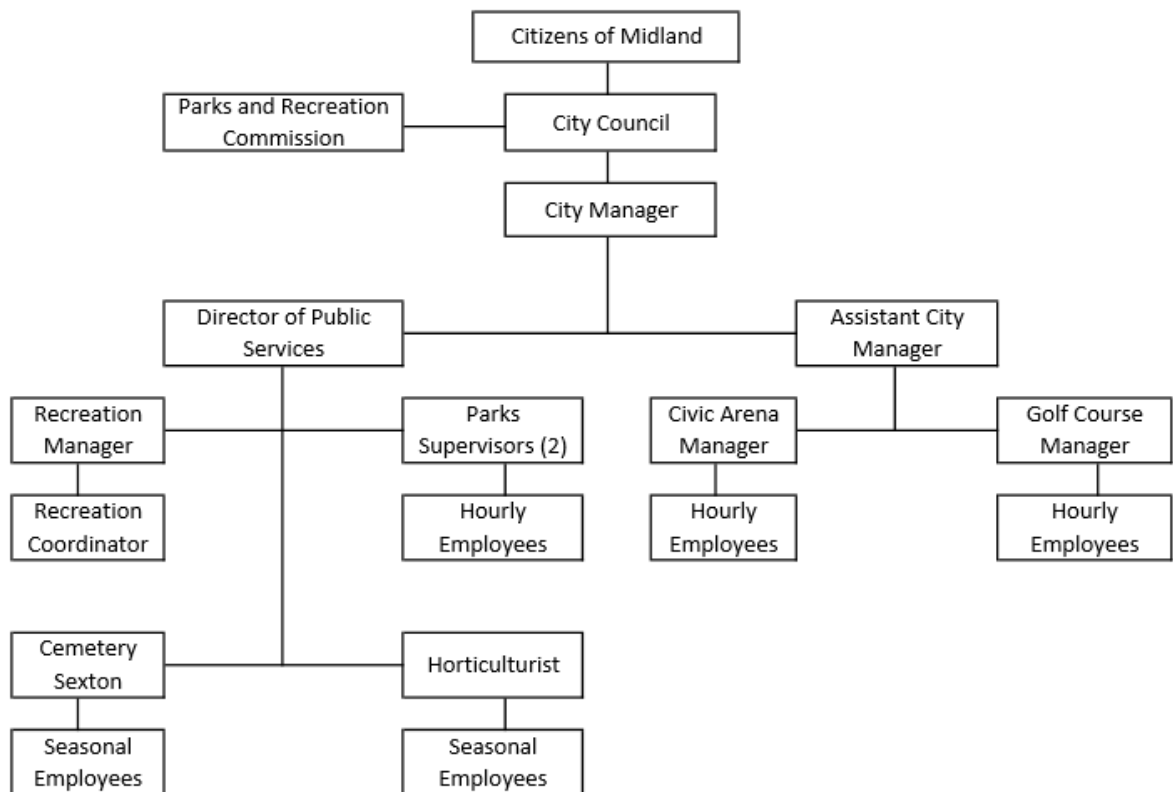 Citizens of Midland
Parks and Recreation
Commission
City Council
City Manager
Director of Public
Services
Assistant City
Manager
Recreation
Manager
Parks
Supervisors (2)
Civic Arena
Manager
Golf Course
Manager
Recreation
Coordinator
Hourly
Employees
Hourly
Employees
Hourly
Employees
Cemetery
Sexton
Horticulturist
Seasonal
Employees
Seasonal
Employees